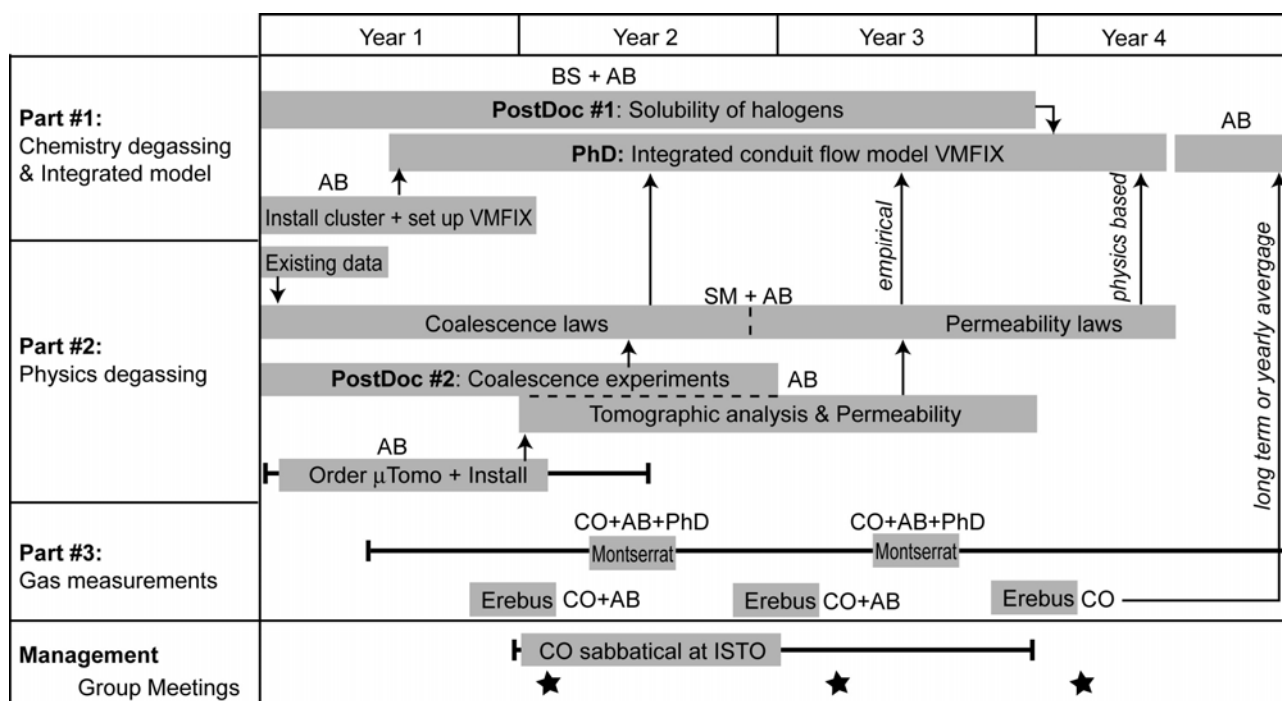 Year 1
Year 2
Year 3
Year 4
Part #1:
Chemistry degassing
& Integrated model
BS + AB
PostDoc #1: Solubility of halogens
AB
PhD: Integrated conduit flow model VMFIX
AB
Install cluster + set up VMFIX
Part #2:
Physics degassing
Existing data
empirical
physics based
long term or yearly avergage
SM + AB
Coalescence laws
Permeability laws
PostDoc #2: Coalescence experiments
AB
Tomographic analysis & Permeability
AB
Order μTomo + Install
Part #3:
Gas measurements
CO+AB+PhD
Montserrat
CO+AB+PhD
Montserrat
Erebus
CO+AB
Erebus
CO+AB
Erebus
CO
Management
Group Meetings
CO sabbatical at ISTO